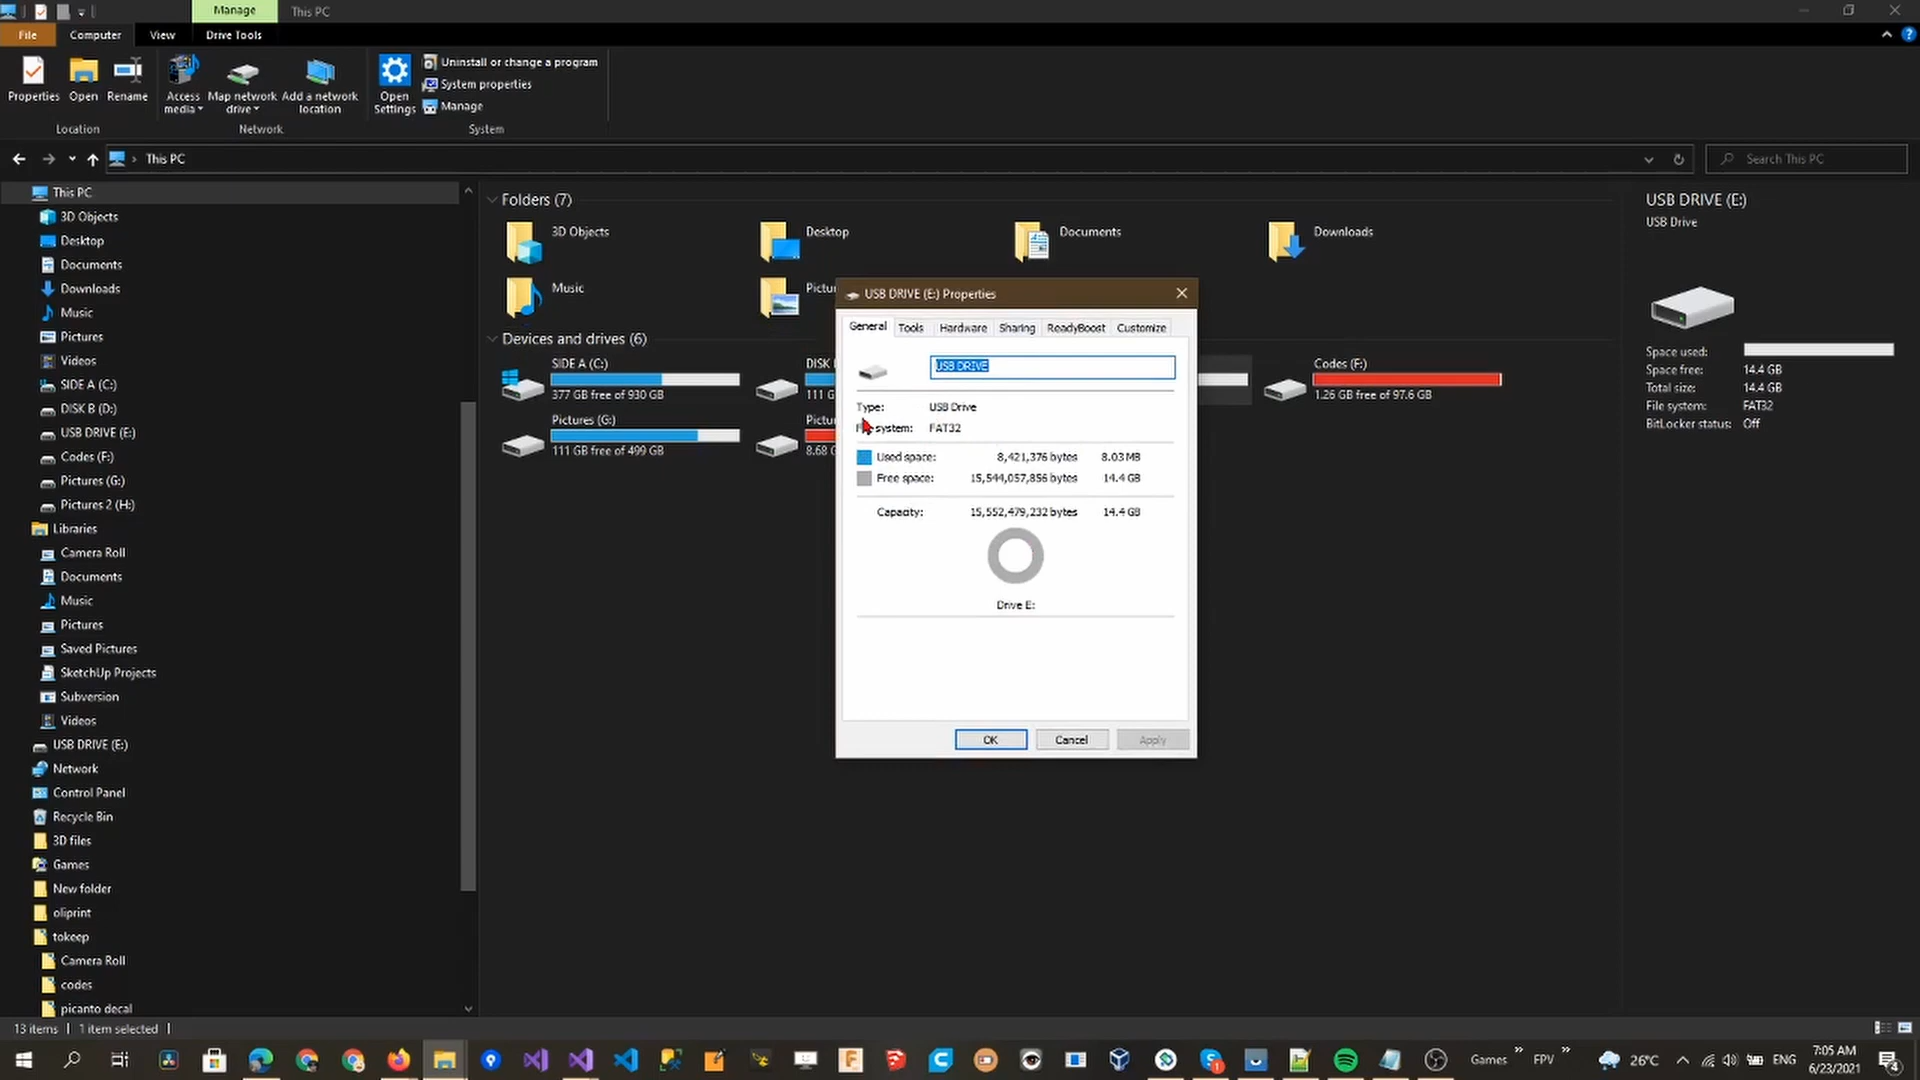 Manage
This PC
File
Computer
View
Drive Tools
Properties
Open
Rename
Access media
Map network drive
Add a network location
Open Settings
Uninstall or change a program
System properties
Manage
Location
Network
System
This PC
Search This PC
This PC
3D Objects
Desktop
Documents
Downloads
Music
Pictures
Videos
SIDE A (C:)
DISK B (D:)
USB DRIVE (E:)
Codes (F:)
Pictures (G:)
Pictures 2 (H:)
Libraries
Camera Roll
Documents
Music
Pictures
Saved Pictures
SketchUp Projects
Subversion
Videos
USB DRIVE (E:)
Network
Control Panel
Recycle Bin
3D files
Games
New folder
oliprint
tokeep
Camera Roll
codes
picanto decal
Folders (7)
3D Objects
Desktop
Documents
Downloads
Music
Pictu
Devices and drives (6)
SIDE A (C:)
377 GB free of 930 GB
DISK
111 G
Codes (F:)
1.26 GB free of 97.6 GB
Pictures (G:)
111 GB free of 499 GB
Pictu
8.68 G
USB DRIVE (E:) Properties
General
Tools
Hardware
Sharing
ReadyBoost
Customize
USB DRIVE
Type: USB Drive
system: FAT32
Used space: 8,421,376 bytes 8.03 MB
Free space: 15,544,057,856 bytes 14.4 GB
Capacity: 15,552,479,232 bytes 14.4 GB
Drive E:
OK
Cancel
Apply
USB DRIVE (E:)
USB Drive
Space used:
Space free: 14.4 GB
Total size: 14.4 GB
File system: FAT32
BitLocker status: Off
13 items
1 item selected
Games
FPV
26°C
ENG
7:05 AM
6/23/2021